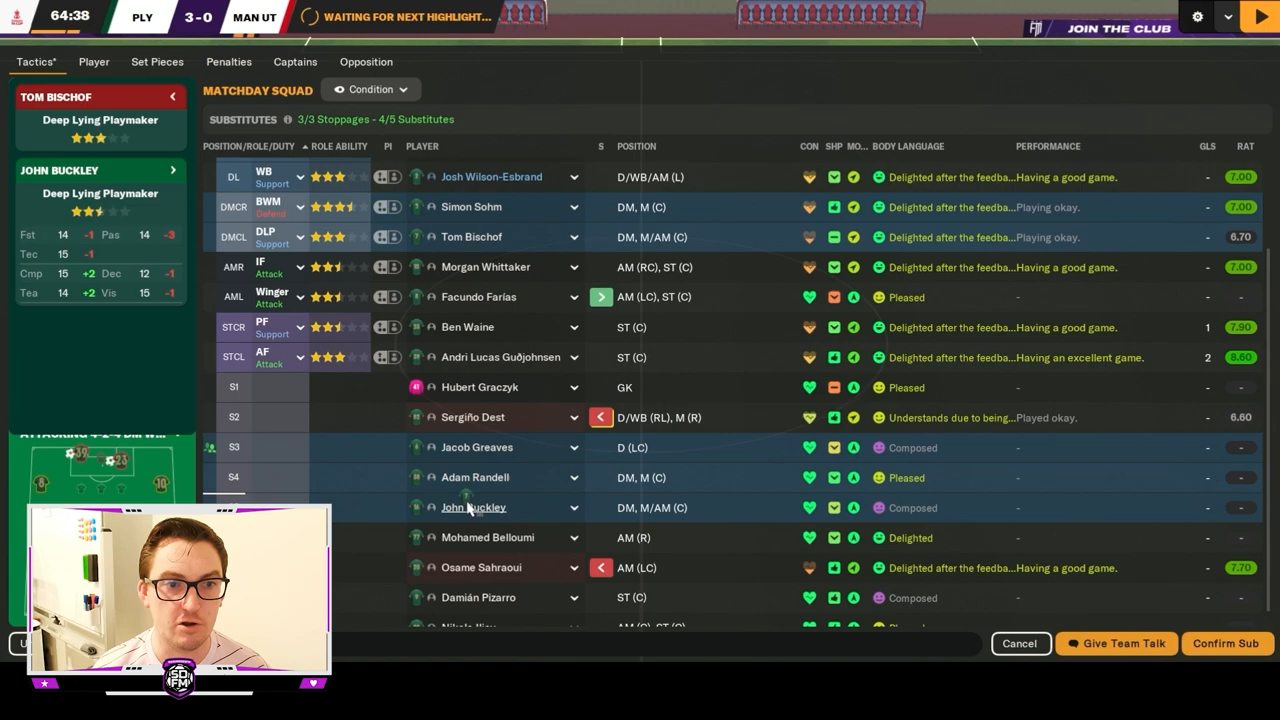 64:38 PLY 3-0 MAN UT WAITING FOR NEXT HIGHLIGHT... JOIN THE CLUB
Tactics* Player Set Pieces Penalties Captains Opposition
TOM BISCHOF
Deep Lying Playmaker
JOHN BUCKLEY
Deep Lying Playmaker
Fst 14 -1 Pas 14 -3
Tec 15 -1
Cmp 15 +2 Dec 12 -1
Tea 14 +2 Vis 15 -1
MATCHDAY SQUAD Condition
SUBSTITUTES 3/3 Stoppages - 4/5 Substitutes
POSITION/ROLE/DUTY ROLE ABILITY PI PLAYER S POSITION CON SHP MO... BODY LANGUAGE PERFORMANCE GLS RAT
DL WB Support Josh Wilson-Esbrand D/WB/AM (L) Delighted after the feedba... Having a good game. - 7.00
DMCR BWM Defend Simon Sohm DM, M (C) Delighted after the feedba... Playing okay. - 7.00
DMCL DLP Support Tom Bischof DM, M/AM (C) Delighted after the feedba... Playing okay. - 6.70
AMR IF Attack Morgan Whittaker AM (RC), ST (C) Delighted after the feedba... Having a good game. - 7.00
AML Winger Attack Facundo Farías AM (LC), ST (C) Pleased - - -
STCR PF Support Ben Waine ST (C) Delighted after the feedba... Having a good game. 1 7.90
STCL AF Attack Andri Lucas Guðjohnsen ST (C) Delighted after the feedba... Having an excellent game. 2 8.60
S1 41 Hubert Graczyk GK Pleased - - -
S2 Sergiño Dest D/WB (RL), M (R) Understands due to being... Played okay. - 6.60
S3 Jacob Greaves D (LC) Composed - - -
S4 Adam Randell DM, M (C) Pleased - - -
John Buckley DM, M/AM (C) Composed - - -
Mohamed Belloumi AM (R) Delighted - - -
Osame Sahraoui AM (LC) Delighted after the feedba... Having a good game. - 7.70
Damián Pizarro ST (C) Composed - - -
8 39 23 10
Cancel Give Team Talk Confirm Sub
SD
FM